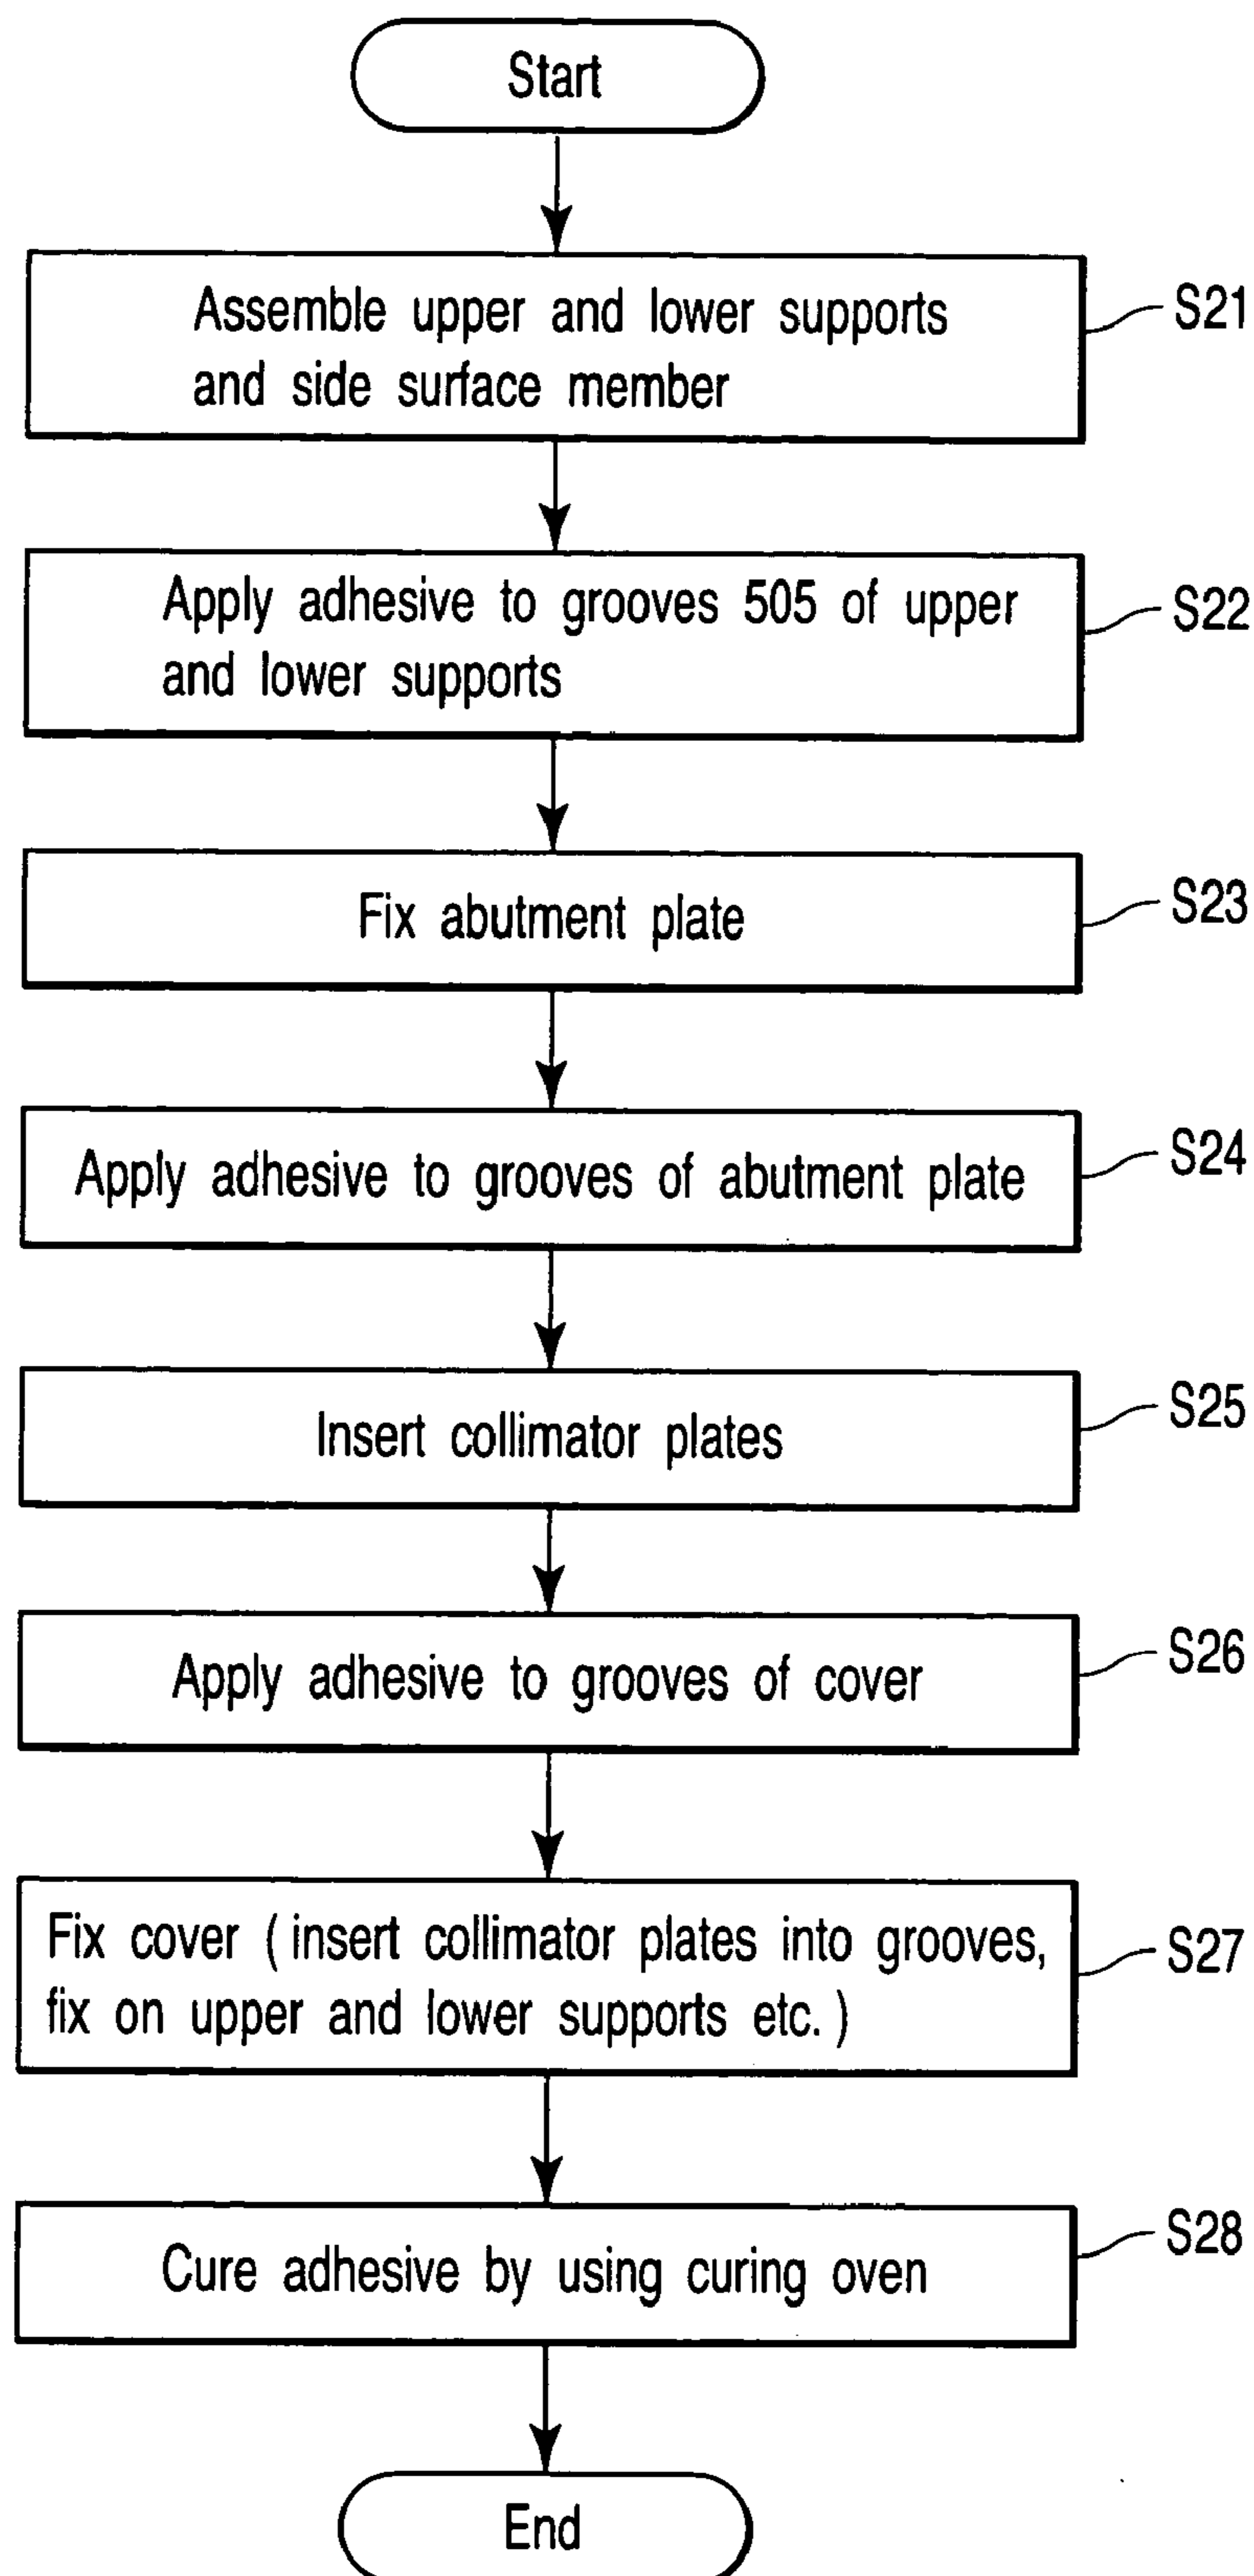 Start
Assemble upper and lower supports
and side surface member
S21
Apply adhesive to grooves 505 of upper
and lower supports
S22
Fix abutment plate
S23
Apply adhesive to grooves of abutment plate
S24
Insert collimator plates
S25
Apply adhesive to grooves of cover
S26
Fix cover ( insert collimator plates into grooves,
fix on upper and lower supports etc. )
S27
Cure adhesive by using curing oven
S28
End